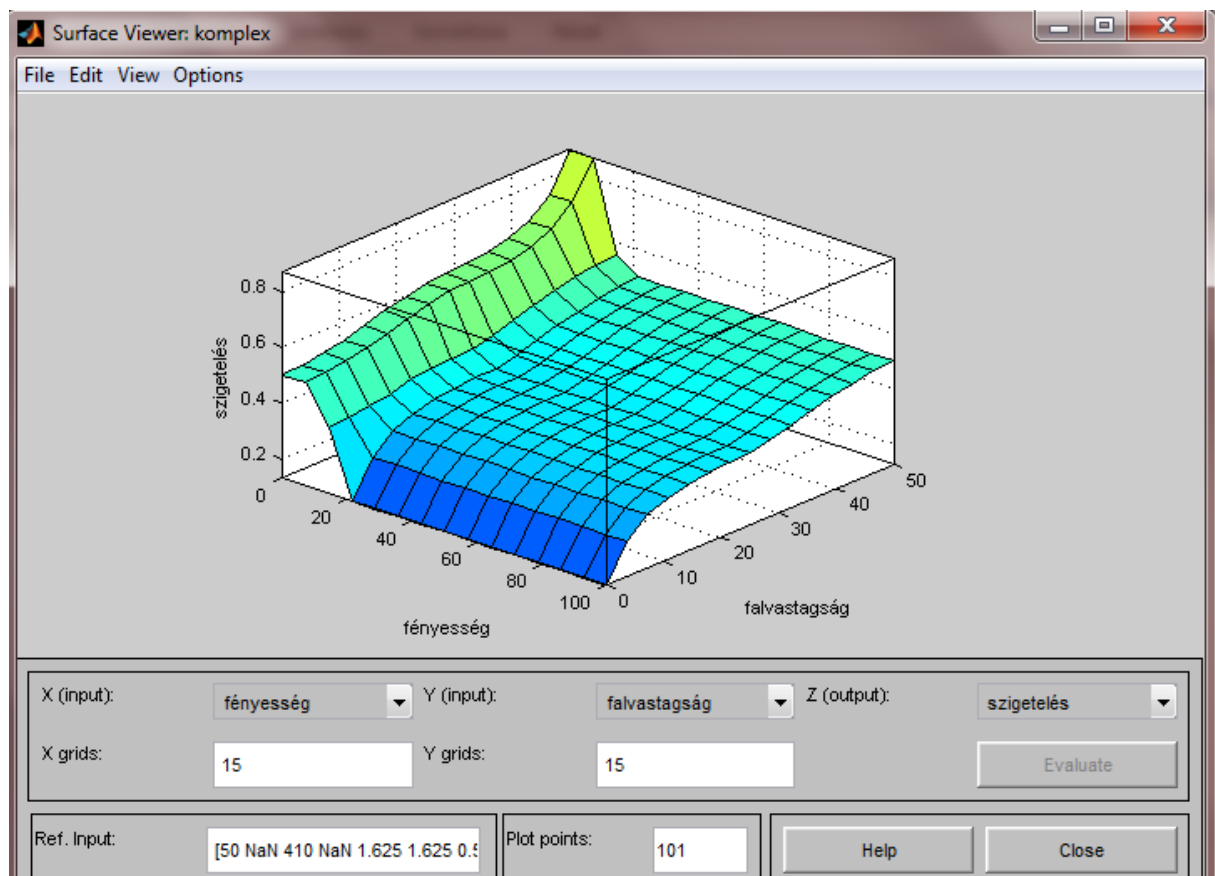 Surface Viewer: komplex
File Edit View Options
0.8
0.6
0.4
0.2
szigetelés
0
20
40
60
80
100
fényesség
0
10
20
30
40
50
falvastagság
X (input): fényesség Y (input): falvastagság Z (output): szigetelés
X grids: 15 Y grids: 15 Evaluate
Ref. Input: [50 NaN 410 NaN 1.625 1.625 0.5 Plot points: 101 Help Close